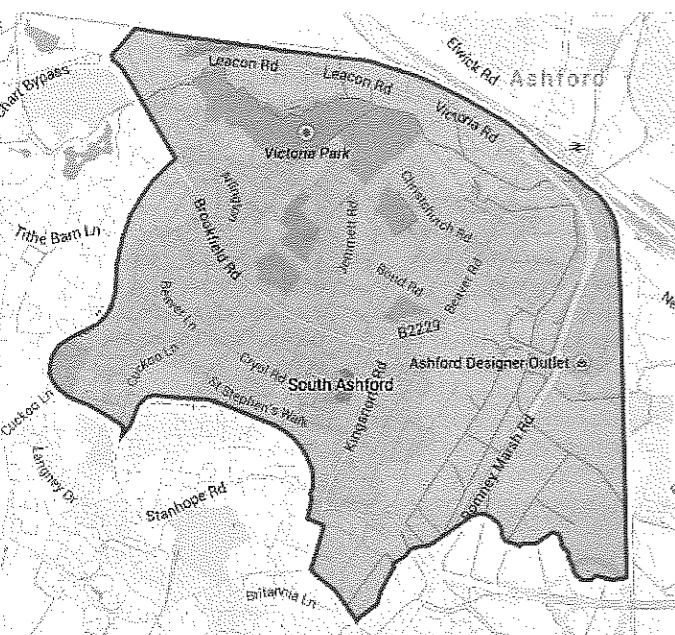 Elwick Rd
Ashford
Leacon Rd
Leacon Rd
Chart Bypass
Victoria Rd
Victoria Park
Arlington
Christchurch Rd
Brookfield Rd
Jemmett Rd
Tithe Barn Ln
Bond Rd
Beaver Rd
Beaver Ln
Ne
B2229
Cuckoo Ln
Cryol Rd
Ashford Designer Outlet
South Ashford
St Stephen's Walk
Kingsnorth Rd
Cuckoo Ln
Romney Marsh Rd
Langney Dr
Stanhope Rd
Britannia Ln